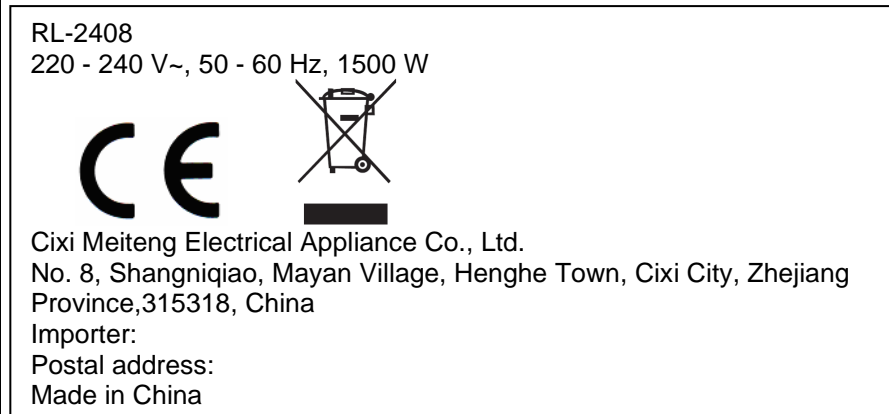 RL-2408
220 - 240 V~, 50 - 60 Hz, 1500 W
CE
Cixi Meiteng Electrical Appliance Co., Ltd.
No. 8, Shangniqiao, Mayan Village, Henghe Town, Cixi City, Zhejiang
Province,315318, China
Importer:
Postal address:
Made in China